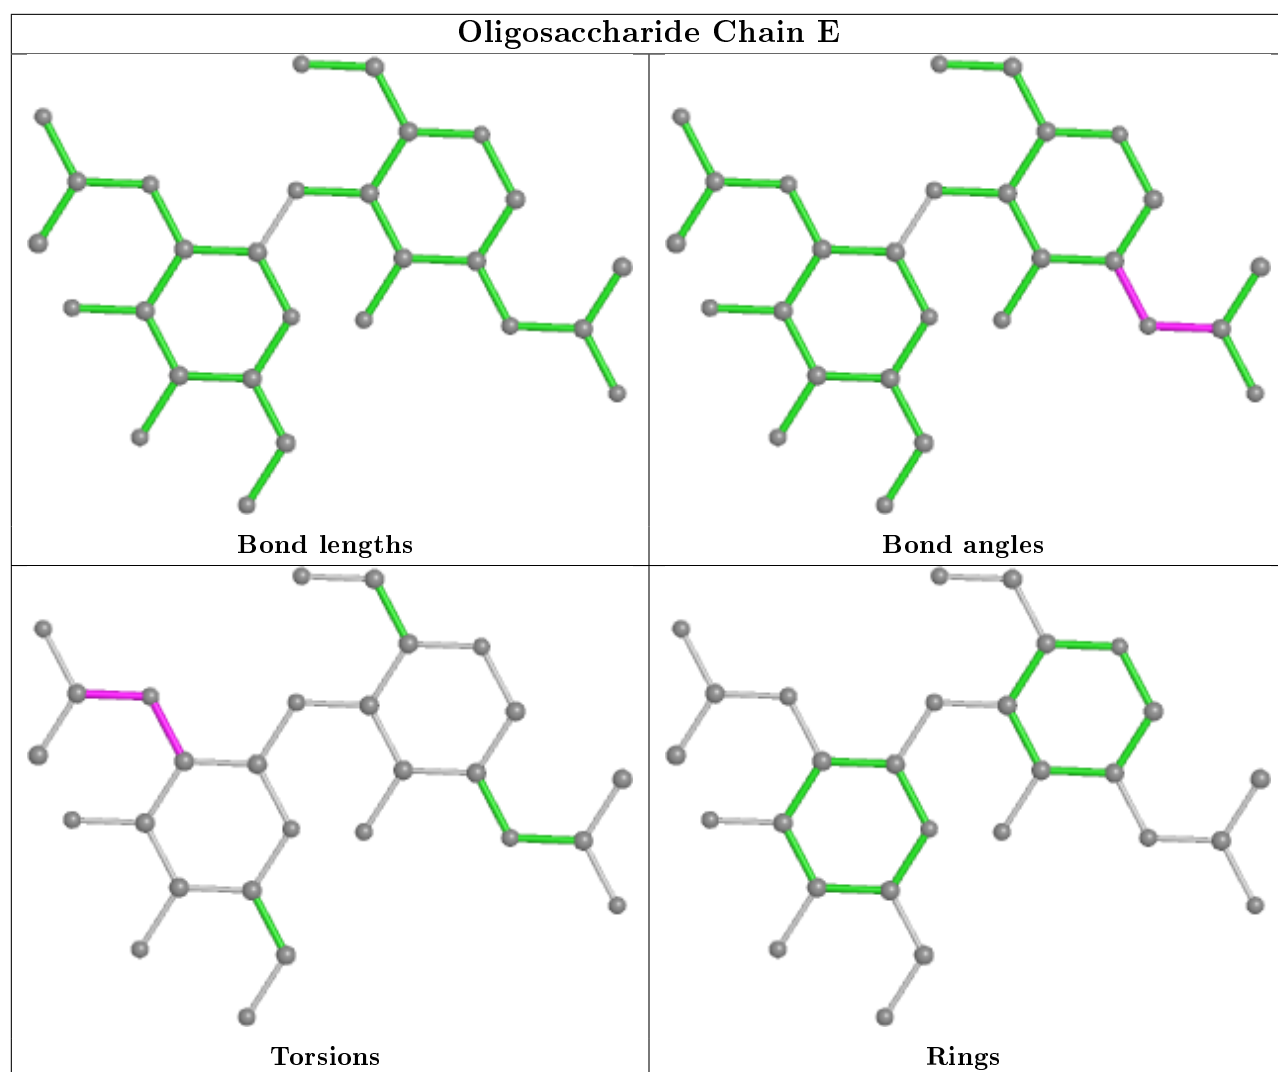 Oligosaccharide Chain E
Bond lengths
Bond angles
Torsions
Rings